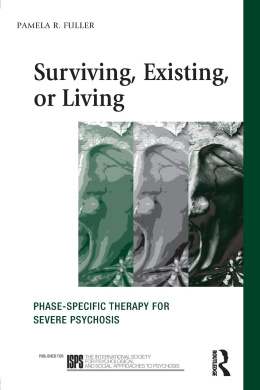 PAMELA R. FULLER
Surviving, Existing,
or Living
PHASE-SPECIFIC THERAPY FOR
SEVERE PSYCHOSIS
PUBLISHED FOR
ISPS
THE INTERNATIONAL SOCIETY
FOR PSYCHOLOGICAL
AND SOCIAL APPROACHES TO PSYCHOSIS
R
ROUTLEDGE